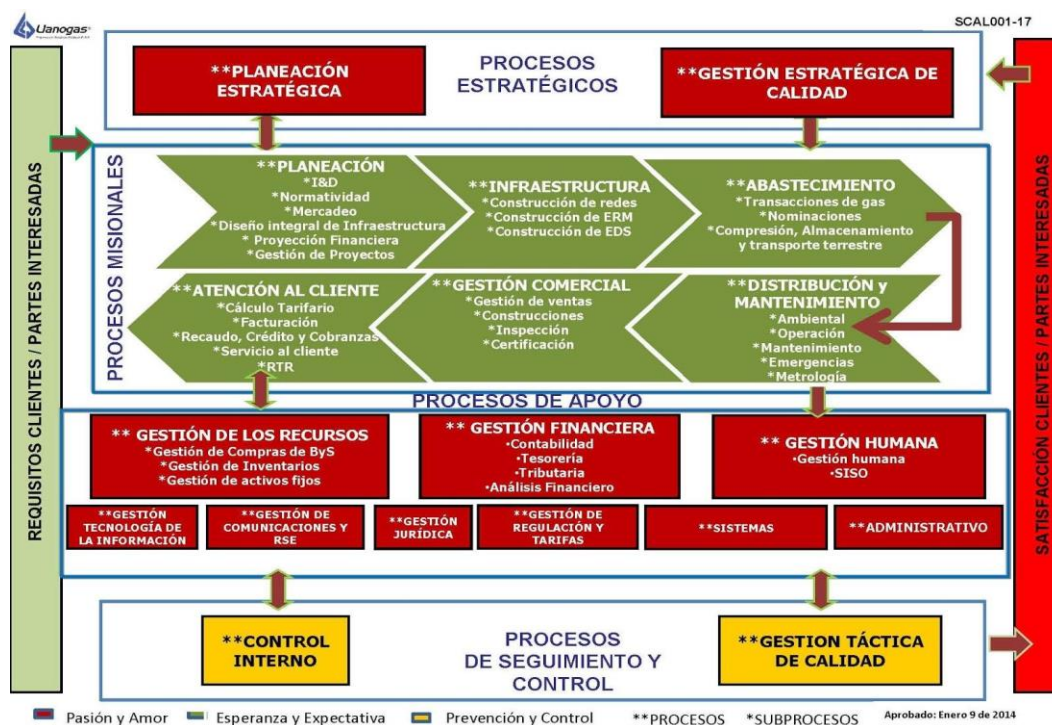 Llanogas
SCAL001-17
PROCESOS
ESTRATÉGICOS
**PLANEACIÓN
ESTRATÉGICA
**GESTIÓN ESTRATÉGICA DE
CALIDAD
REQUISITOS CLIENTES / PARTES INTERESADAS
SATISFACCIÓN CLIENTES / PARTES INTERESADAS
PROCESOS MISIONALES
**PLANEACIÓN
*I&D
*Normatividad
*Mercadeo
*Diseño integral de Infraestructura
*Proyección Financiera
*Gestión de Proyectos
**INFRAESTRUCTURA
*Construcción de redes
*Construcción de ERM
*Construcción de EDS
**ABASTECIMIENTO
*Transacciones de gas
*Nominaciones
*Compresión, Almacenamiento
y transporte terrestre
**ATENCIÓN AL CLIENTE
*Cálculo Tarifario
*Facturación
*Recaudo, Crédito y Cobranzas
*Servicio al cliente
*RTR
**GESTIÓN COMERCIAL
*Gestión de ventas
*Construcciones
*Inspección
*Certificación
**DISTRIBUCIÓN y
MANTENIMIENTO
*Ambiental
*Operación
*Mantenimiento
*Emergencias
*Metrología
PROCESOS DE APOYO
** GESTIÓN DE LOS RECURSOS
*Gestión de Compras de ByS
*Gestión de Inventarios
*Gestión de activos fijos
** GESTIÓN FINANCIERA
•Contabilidad
•Tesorería
•Tributaria
•Análisis Financiero
** GESTIÓN HUMANA
•Gestión humana
•SISO
**GESTIÓN
TECNOLOGÍA DE
LA INFORMACIÓN
**GESTIÓN DE
COMUNICACIONES Y
RSE
**GESTIÓN
JURÍDICA
**GESTIÓN DE
REGULACIÓN Y
TARIFAS
**SISTEMAS
**ADMINISTRATIVO
**CONTROL
INTERNO
PROCESOS
DE SEGUIMIENTO Y
CONTROL
**GESTION TÁCTICA
DE CALIDAD
Pasión y Amor
Esperanza y Expectativa
Prevención y Control
**PROCESOS
*SUBPROCESOS
Aprobado: Enero 9 de 2014